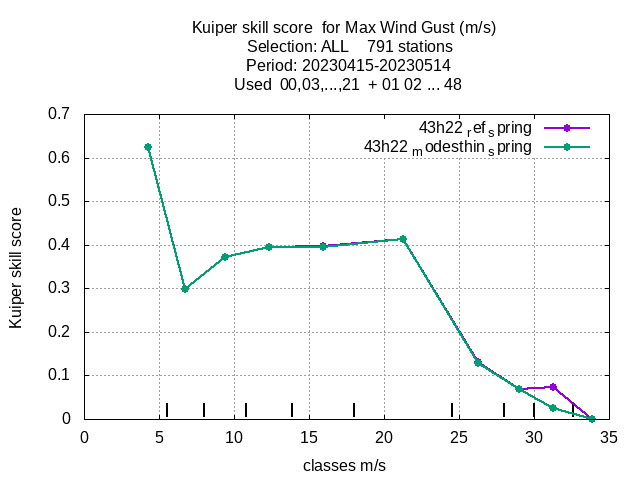 Kuiper skill score  for Max Wind Gust (m/s)
Selection: ALL    791 stations
Period: 20230415-20230514
Used  00,03,...,21  + 01 02 ... 48
0.7
0.6
0.5
0.4
0.3
0.2
0.1
0
43h22 ref spring
43h22 modesthin spring
Kuiper skill score
0 5 10 15 20 25 30 35
classes m/s